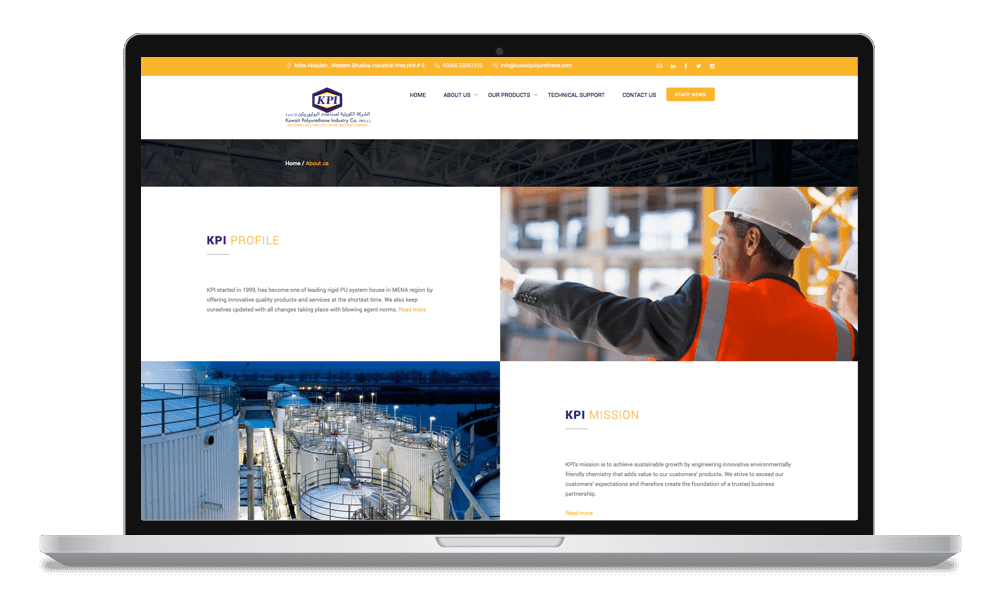 Mina Abdullah , Western Shuaiba Industrial Area plot # 5 00965 23261210 info@kuwaitpolyurethane.com
KPI
الشركة الكويتية لصناعات البوليوريثين
Kuwait Polyurethane Industry Co. (W.L.L.)
HOME ABOUT US OUR PRODUCTS TECHNICAL SUPPORT CONTACT US STAFF NEWS
Home / About us
KPI PROFILE
KPI started in 1999, has become one of leading rigid PU system house in MENA region by
offering innovative quality products and services at the shortest time. We also keep
ourselves updated with all changes taking place with blowing agent norms. Read more
KPI MISSION
KPI's mission is to achieve sustainable growth by engineering innovative environmentally
friendly chemistry that adds value to our customers' products. We strive to exceed our
customers' expectations and therefore create the foundation of a trusted business
partnership.
Read more